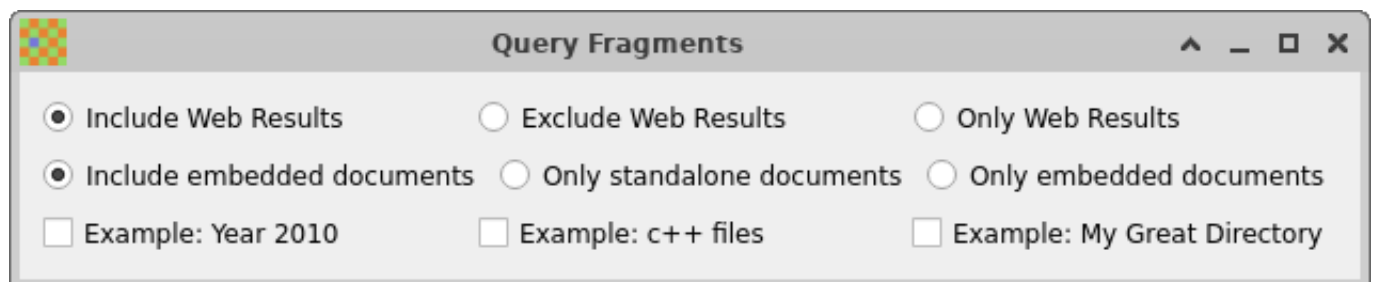 Query Fragments
Include Web Results Exclude Web Results Only Web Results
Include embedded documents Only standalone documents Only embedded documents
Example: Year 2010 Example: c++ files Example: My Great Directory